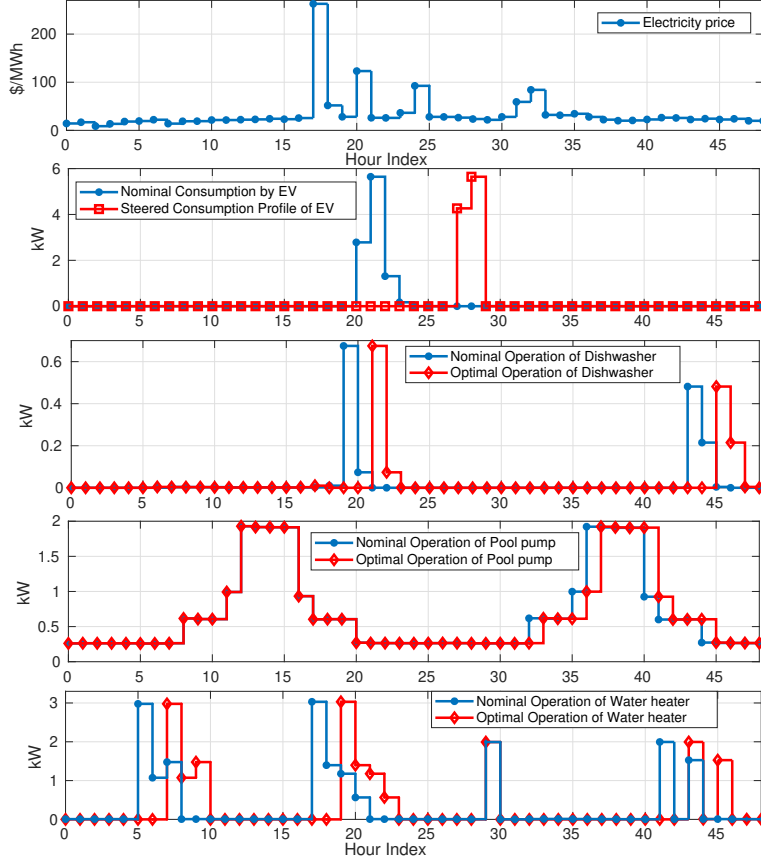 200
100
0
$/MWh
Electricity price
0 5 10 15 20 25 30 35 40 45
Hour Index
6
4
2
0
kW
Nominal Consumption by EV
Steered Consumption Profile of EV
0 5 10 15 20 25 30 35 40 45
0.6
0.4
0.2
0
kW
Nominal Operation of Dishwasher
Optimal Operation of Dishwasher
0 5 10 15 20 25 30 35 40 45
2
1.5
1
0.5
0
kW
Nominal Operation of Pool pump
Optimal Operation of Pool pump
0 5 10 15 20 25 30 35 40 45
3
2
1
0
kW
Nominal Operation of Water heater
Optimal Operation of Water heater
0 5 10 15 20 25 30 35 40 45
Hour Index